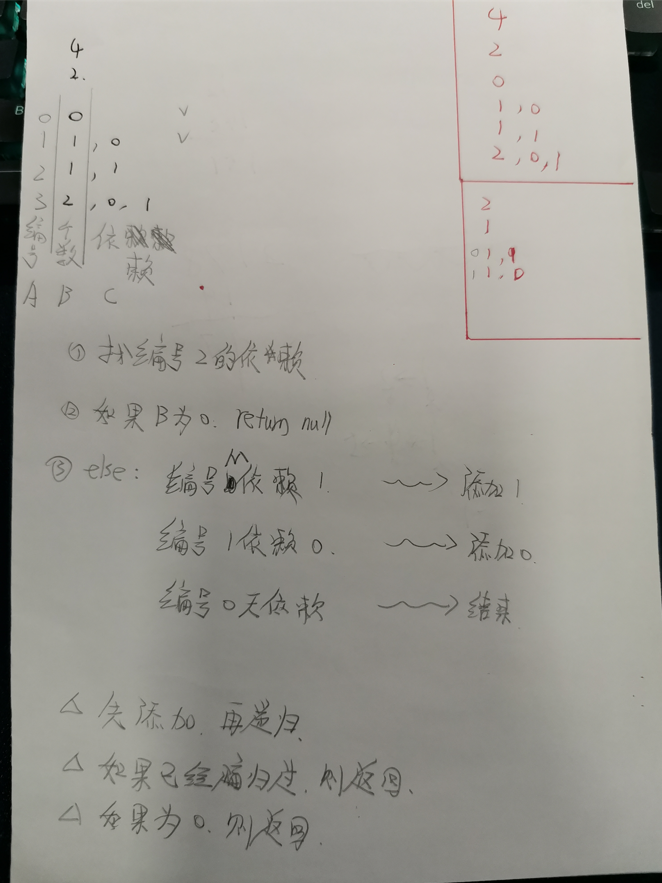 4
2.
0 0
1 1 , 0 ∨
2 1 , 1 ∨
3 2 , 0 , 1
编号 个数 依赖
A B C
4
2
0
1 , 0
1 , 1
2 , 0 , 1
2
1
0 1 , 1
1 1 , 0
① 找编号2的依赖
② 如果B为0. return null
③ else: 编号M依赖1. ⟶ 添加1
编号1依赖0. ⟶ 添加0
编号0无依赖 ⟶ 结束
△ 先添加. 再递归.
△ 如果已经遍归过. 则返回.
△ 如果为0. 则返回.
del
B